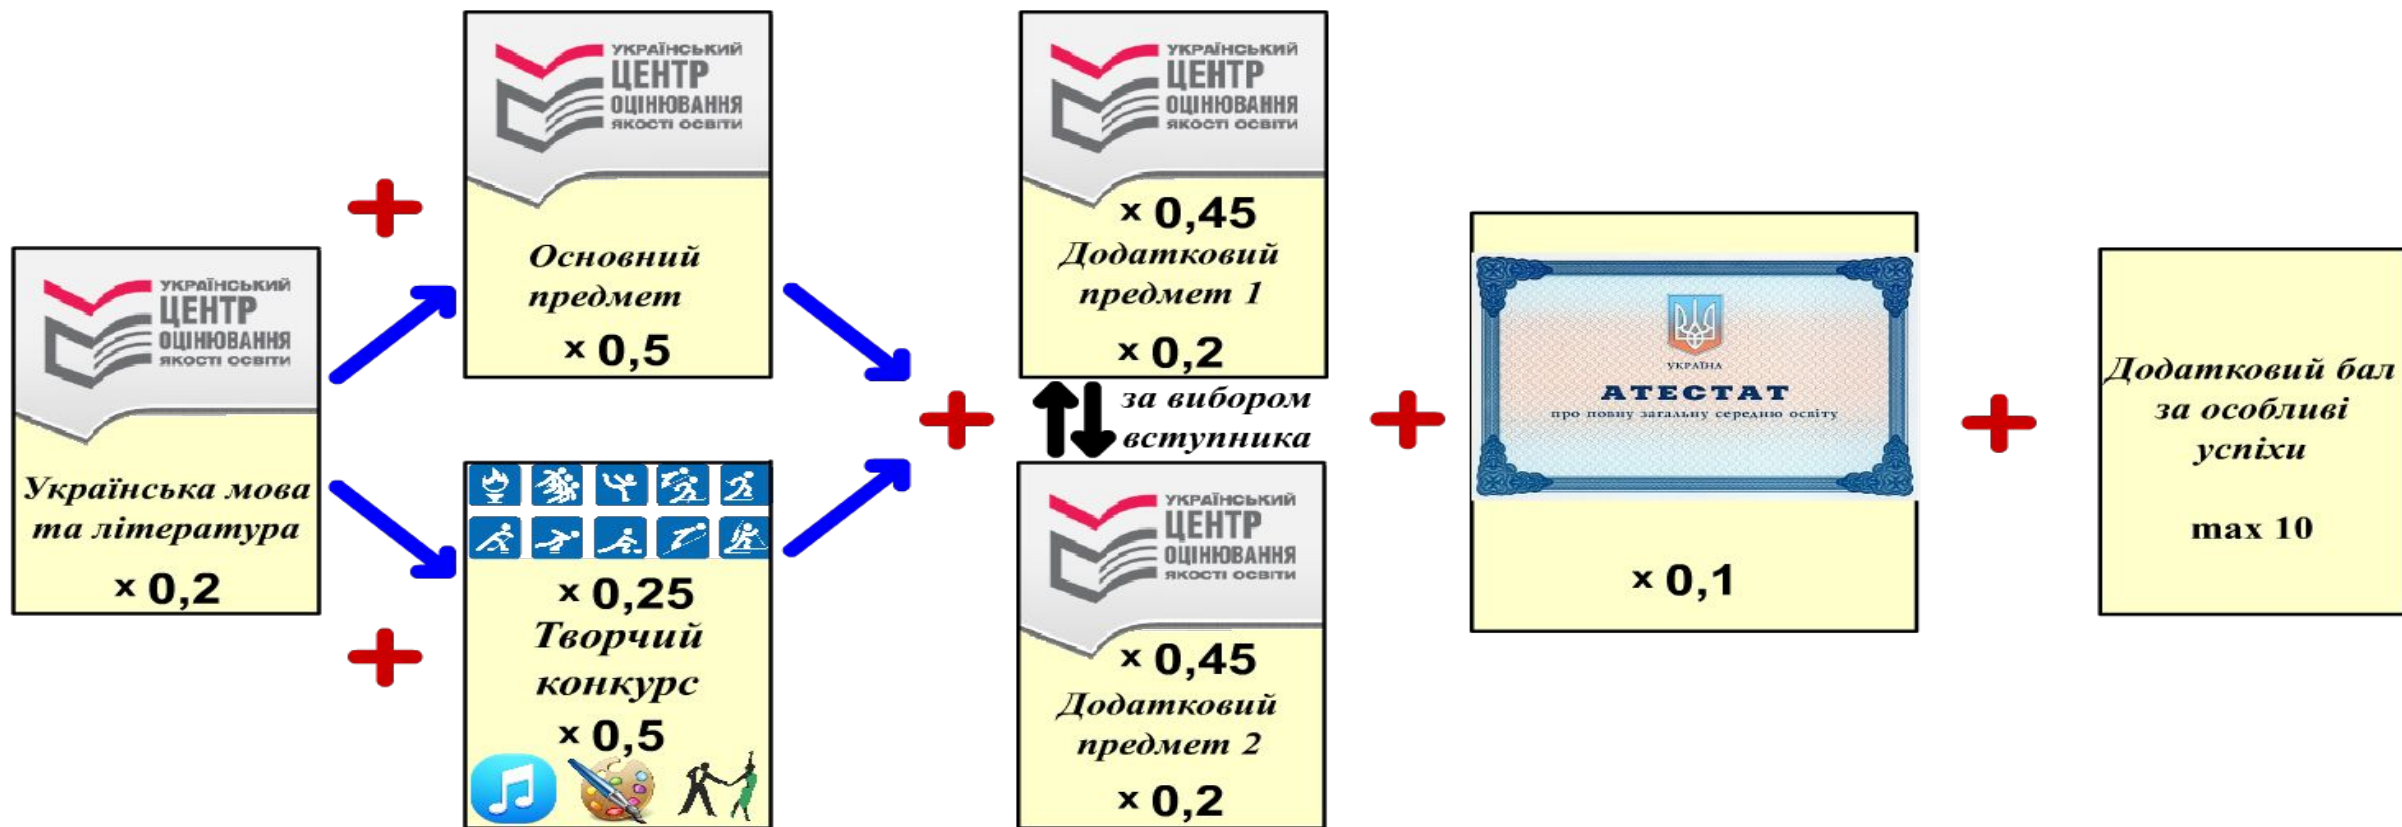 УКРАЇНСЬКИЙ
ЦЕНТР
ОЦІНЮВАННЯ
ЯКОСТІ ОСВІТИ
Українська мова
та література
× 0,2
УКРАЇНСЬКИЙ
ЦЕНТР
ОЦІНЮВАННЯ
ЯКОСТІ ОСВІТИ
Основний
предмет
× 0,5
× 0,25
Творчий
конкурс
× 0,5
УКРАЇНСЬКИЙ
ЦЕНТР
ОЦІНЮВАННЯ
ЯКОСТІ ОСВІТИ
× 0,45
Додатковий
предмет 1
× 0,2
за вибором
вступника
УКРАЇНСЬКИЙ
ЦЕНТР
ОЦІНЮВАННЯ
ЯКОСТІ ОСВІТИ
× 0,45
Додатковий
предмет 2
× 0,2
УКРАЇНА
АТЕСТАТ
про повну загальну середню освіту
× 0,1
Додатковий бал
за особливі
успіхи
max 10